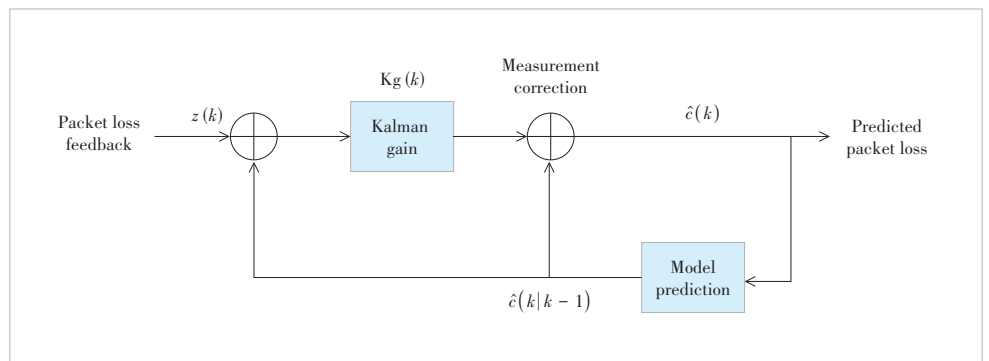 Packet loss
feedback
z(k)
Kg(k)
Kalman
gain
Measurement
correction
ĉ(k)
Predicted
packet loss
Model
prediction
ĉ(k|k − 1)